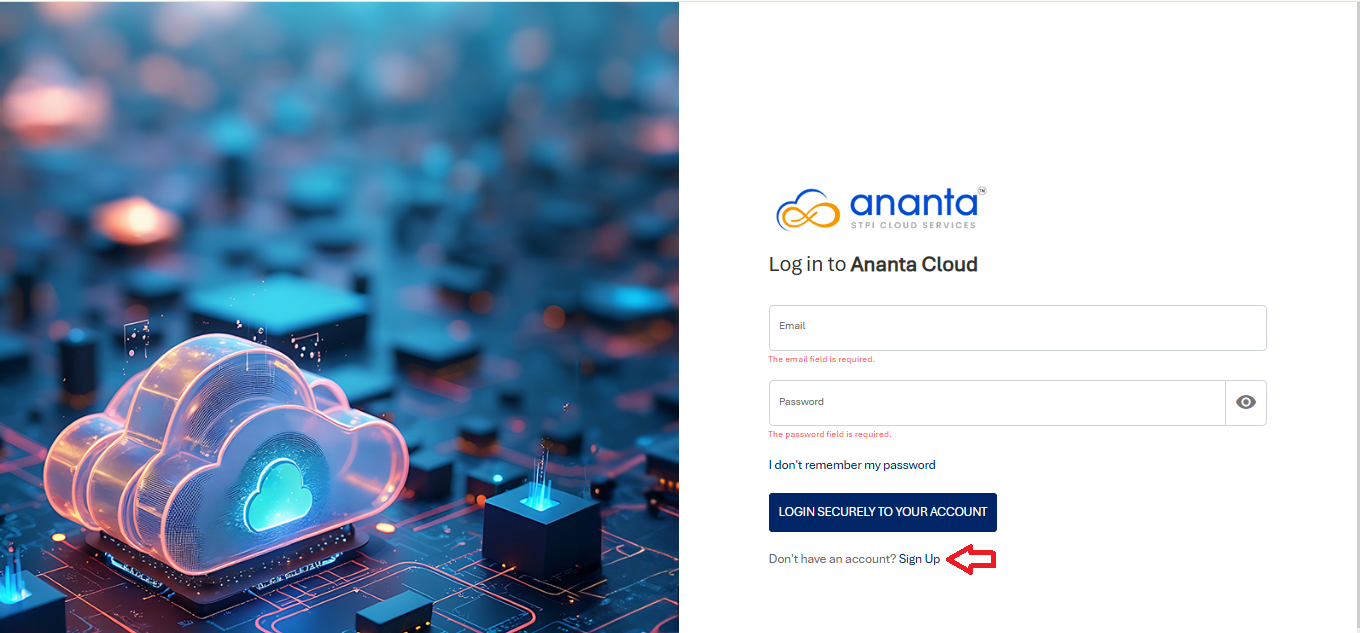 ananta™
STPI CLOUD SERVICES
Log in to Ananta Cloud
Email
The email field is required.
Password
The password field is required.
I don't remember my password
LOGIN SECURELY TO YOUR ACCOUNT
Don't have an account? Sign Up